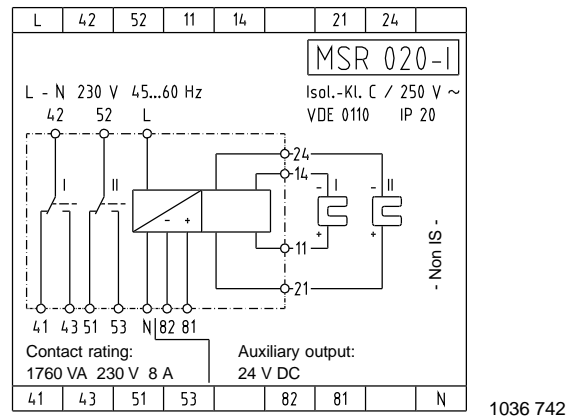 L 42 52 11 14 21 24
MSR 020-I
L - N 230 V 45...60 Hz
Isol.-Kl. C / 250 V ~
VDE 0110 IP 20
42 52 L
24
14
I II - + - I - II
+ +
11
21
- Non IS -
41 43 51 53 N 82 81
Contact rating:
1760 VA 230 V 8 A
Auxiliary output:
24 V DC
41 43 51 53 82 81 N
1036 742